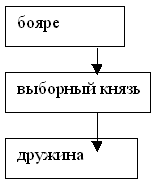 бояре
выборный князь
дружина